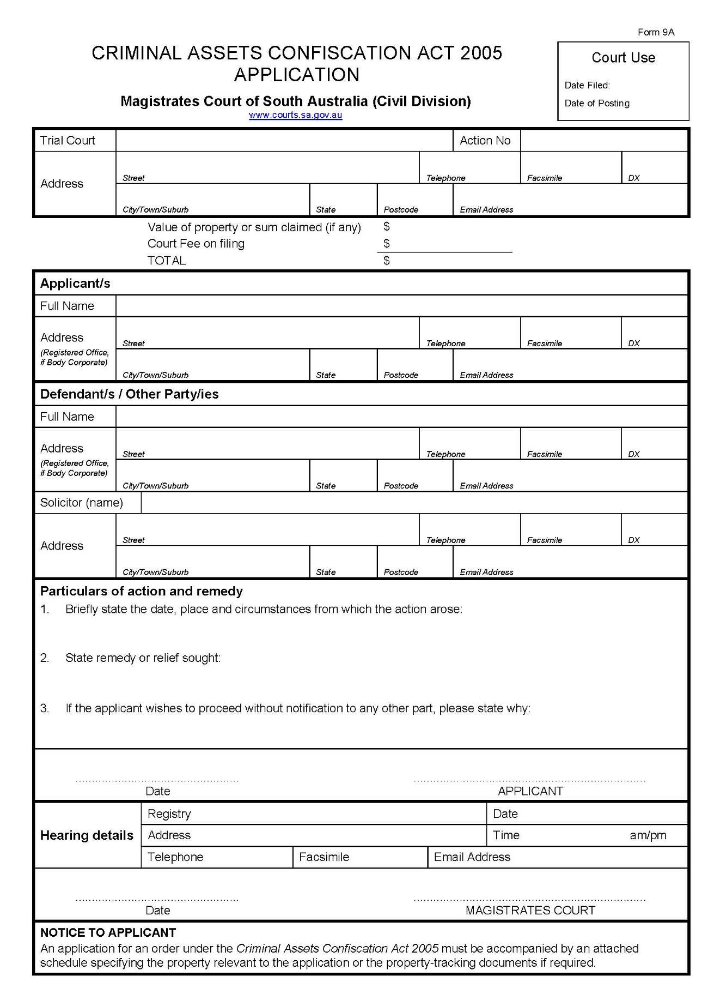 Form 9A
CRIMINAL ASSETS CONFISCATION ACT 2005
APPLICATION
Magistrates Court of South Australia (Civil Division)
www.courts.sa.gov.au
Court Use
Date Filed:
Date of Posting
Trial Court
Action No
Address
Street
Telephone
Facsimile
DX
City/Town/Suburb
State
Postcode
Email Address
Value of property or sum claimed (if any) $
Court Fee on filing $
TOTAL $
Applicant/s
Full Name
Address
(Registered Office,
if Body Corporate)
Street
Telephone
Facsimile
DX
City/Town/Suburb
State
Postcode
Email Address
Defendant/s / Other Party/ies
Full Name
Address
(Registered Office,
if Body Corporate)
Street
Telephone
Facsimile
DX
City/Town/Suburb
State
Postcode
Email Address
Solicitor (name)
Address
Street
Telephone
Facsimile
DX
City/Town/Suburb
State
Postcode
Email Address
Particulars of action and remedy
1. Briefly state the date, place and circumstances from which the action arose:
2. State remedy or relief sought:
3. If the applicant wishes to proceed without notification to any other part, please state why:
Date
APPLICANT
Hearing details
Registry
Date
Address
Time am/pm
Telephone
Facsimile
Email Address
Date
MAGISTRATES COURT
NOTICE TO APPLICANT
An application for an order under the Criminal Assets Confiscation Act 2005 must be accompanied by an attached
schedule specifying the property relevant to the application or the property-tracking documents if required.